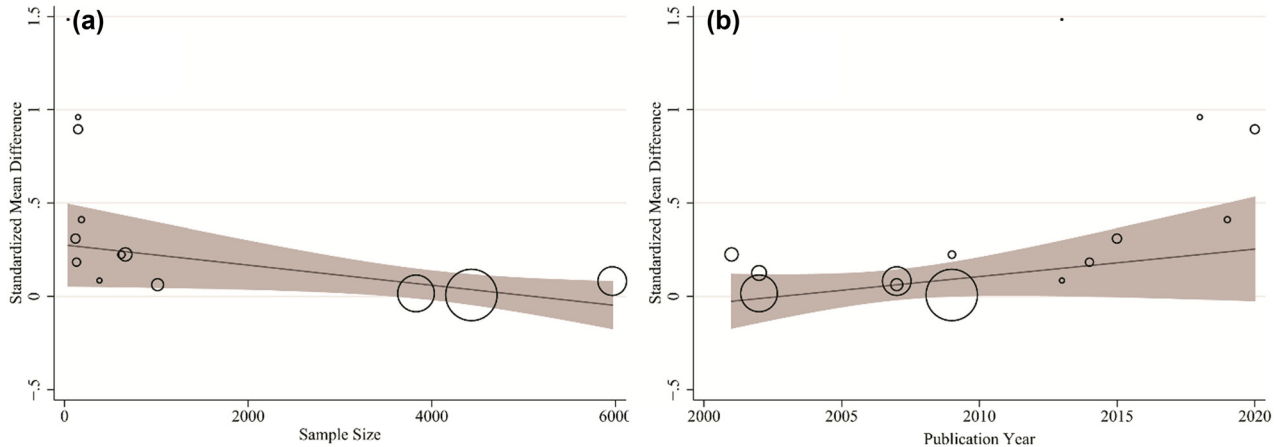 (a)
1.5
1
.5
0
-.5
Standardized Mean Difference
0 2000 4000 6000
Sample Size
(b)
1.5
1
.5
0
-.5
Standardized Mean Difference
2000 2005 2010 2015 2020
Publication Year